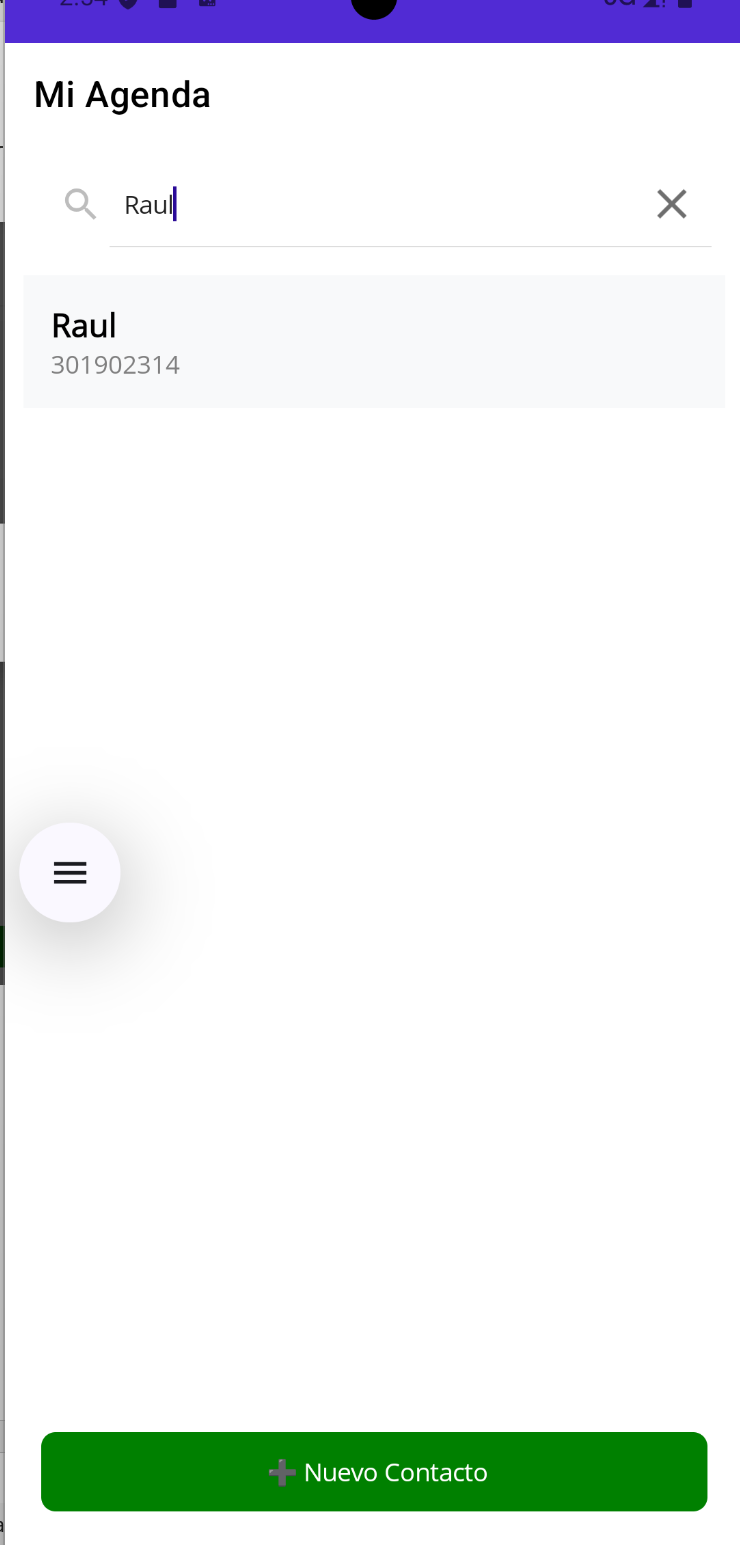 Mi Agenda
Raul
Raul
301902314
➕ Nuevo Contacto